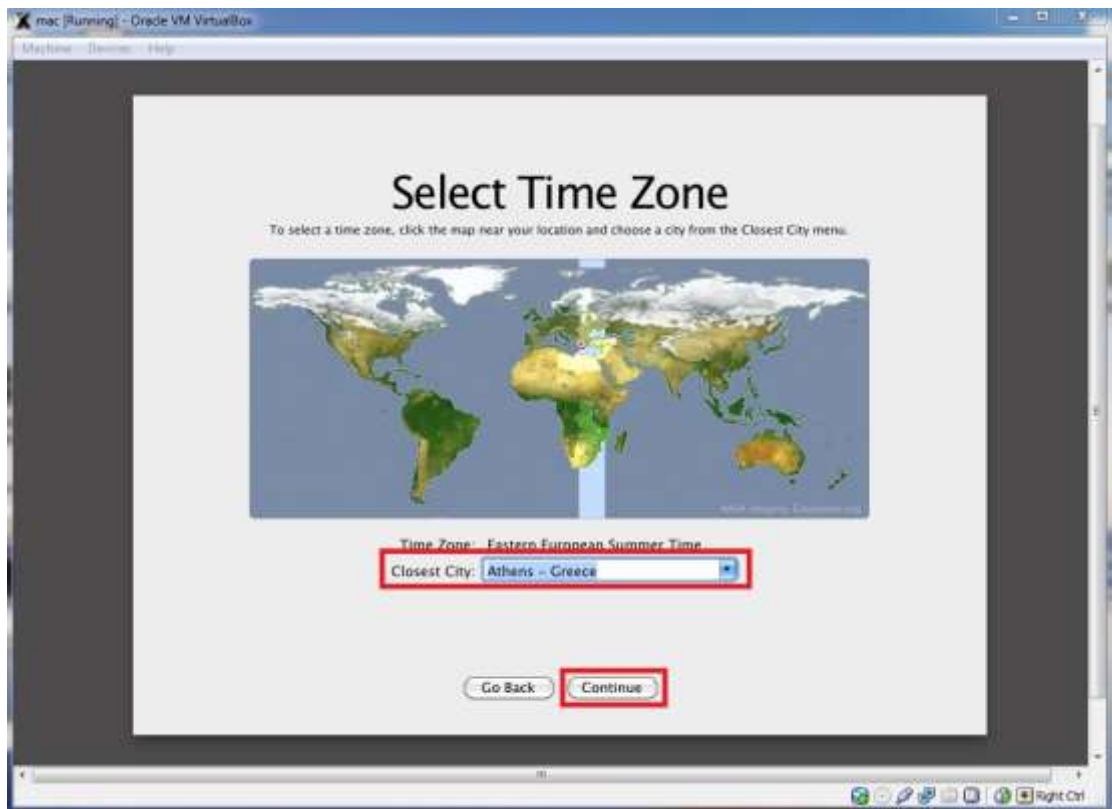 mac [Running] - Oracle VM VirtualBox
Machine Devices Help
Select Time Zone
To select a time zone, click the map near your location and choose a city from the Closest City menu.
Time Zone: Eastern European Summer Time
Closest City: Athens – Greece
Go Back Continue
Right Ctrl